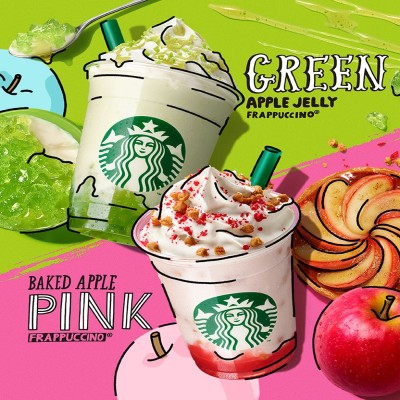 GREEN
APPLE JELLY
FRAPPUCCINO®
BAKED APPLE
PINK
FRAPPUCCINO®